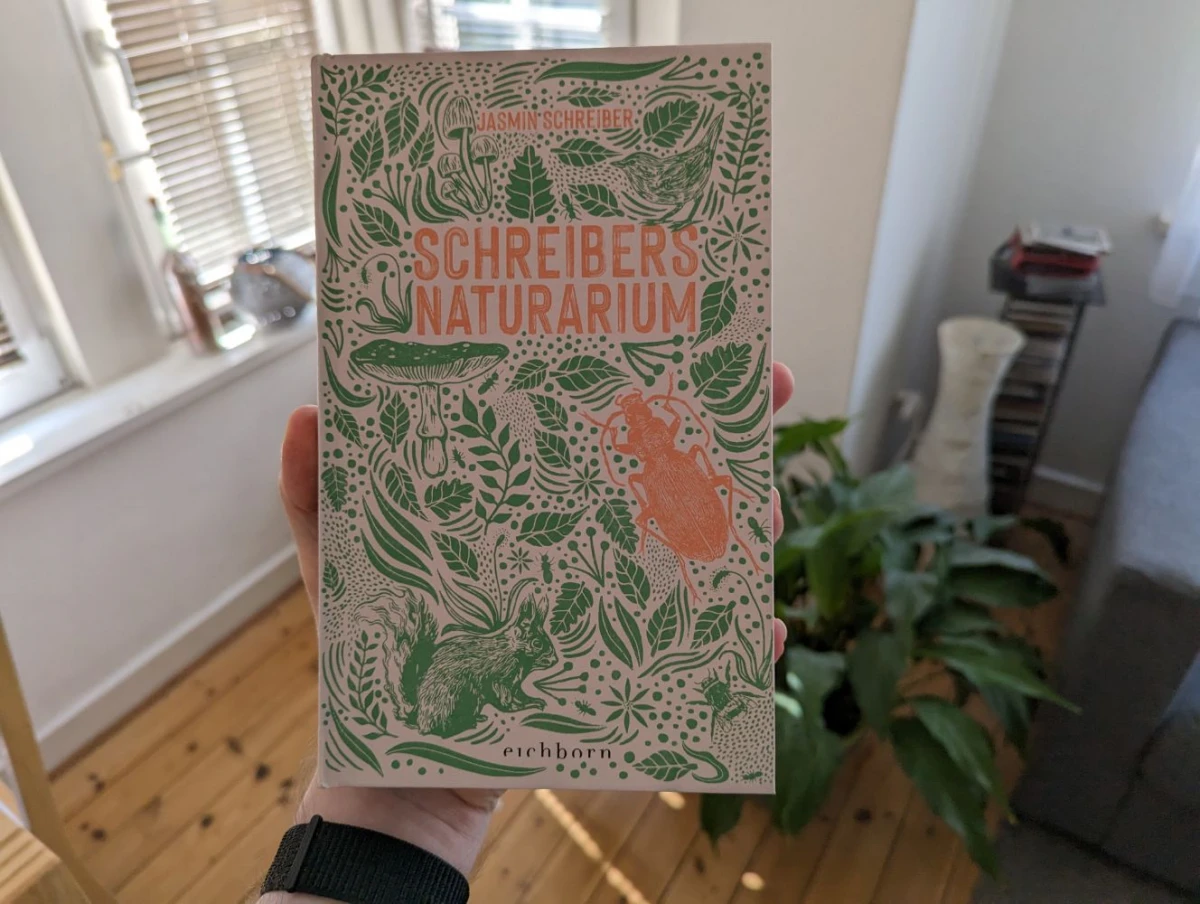 JASMIN SCHREIBER
SCHREIBERS
NATURARIUM
eichborn